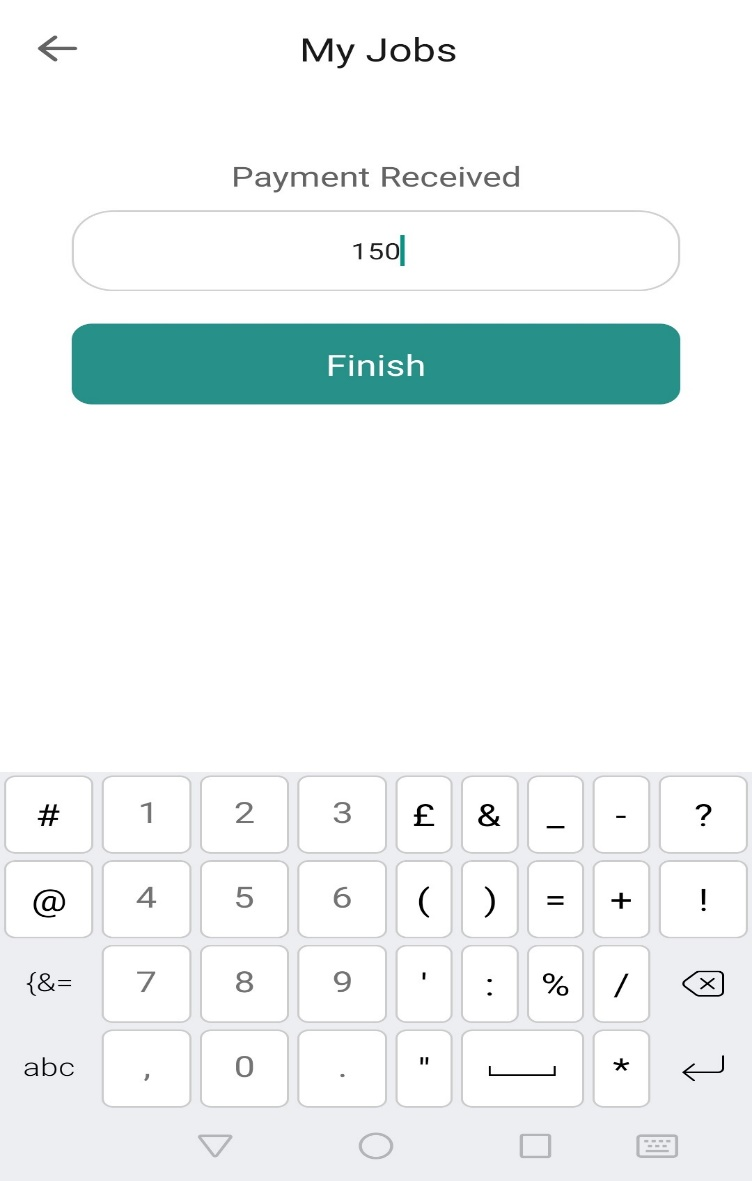 My Jobs
Payment Received
150
Finish
# 1 2 3 £ & _ - ?
@ 4 5 6 ( ) = + !
{&= 7 8 9 ' : % /
abc , 0 . " *